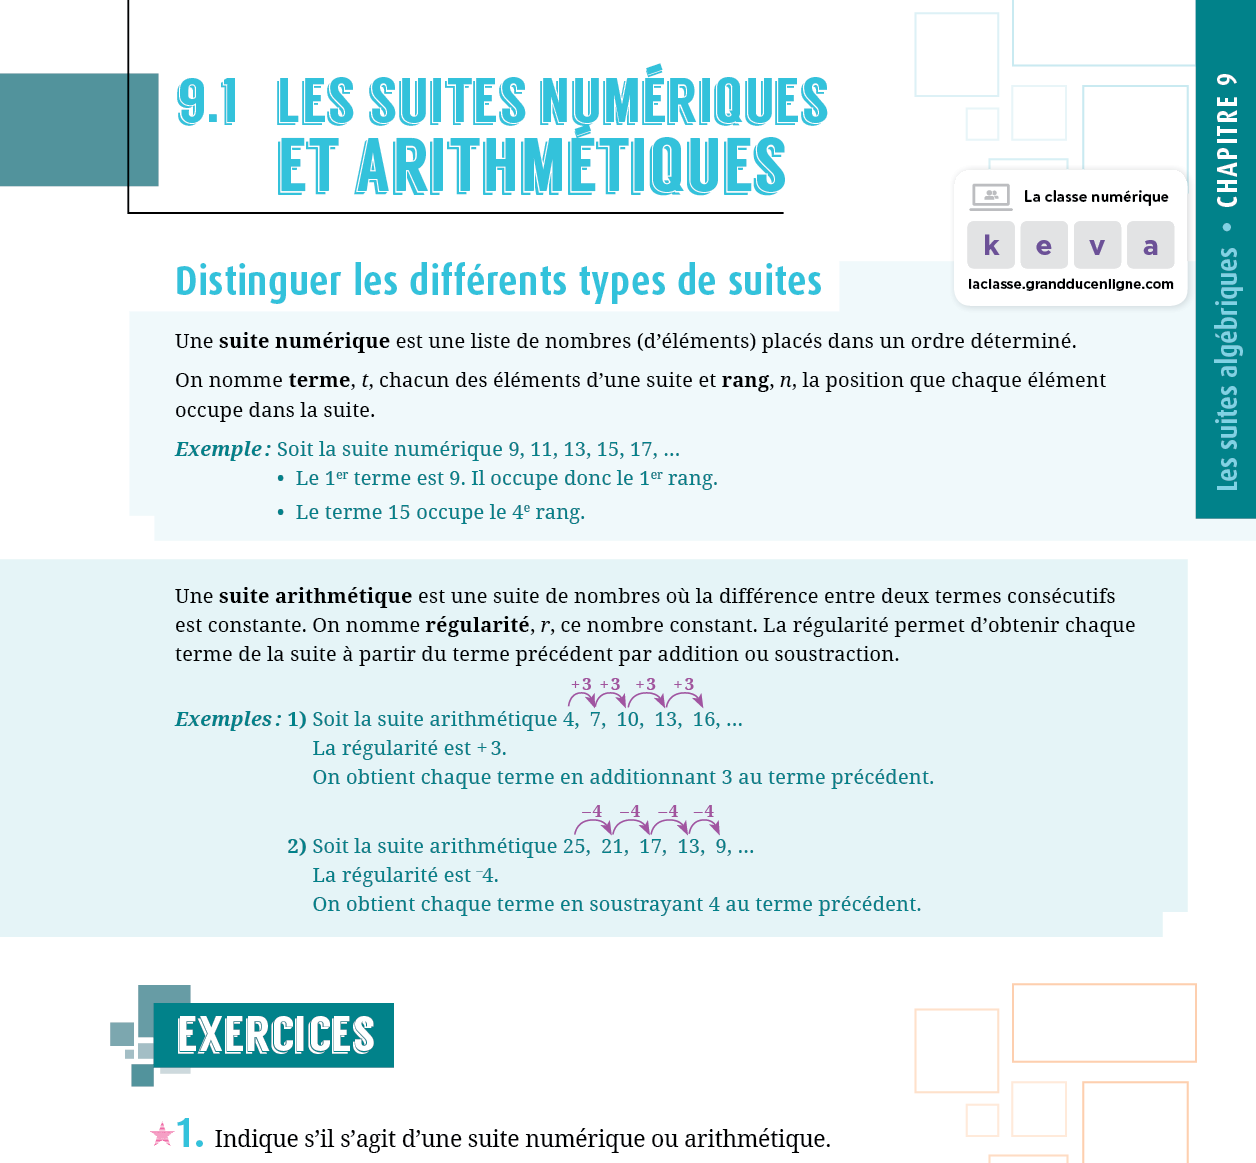 9.1 LES SUITES NUMÉRIQUES
ET ARITHMÉTIQUES
CHAPITRE 9
Les suites algébriques •
La classe numérique
k e v a
laclasse.grandducenligne.com
Distinguer les différents types de suites
Une suite numérique est une liste de nombres (d’éléments) placés dans un ordre déterminé.
On nomme terme, t, chacun des éléments d’une suite et rang, n, la position que chaque élément
occupe dans la suite.
Exemple : Soit la suite numérique 9, 11, 13, 15, 17, …
• Le 1er terme est 9. Il occupe donc le 1er rang.
• Le terme 15 occupe le 4e rang.
Une suite arithmétique est une suite de nombres où la différence entre deux termes consécutifs
est constante. On nomme régularité, r, ce nombre constant. La régularité permet d’obtenir chaque
terme de la suite à partir du terme précédent par addition ou soustraction.
+3 +3 +3 +3
Exemples : 1) Soit la suite arithmétique 4, 7, 10, 13, 16, …
La régularité est + 3.
On obtient chaque terme en additionnant 3 au terme précédent.
–4 –4 –4 –4
2) Soit la suite arithmétique 25, 21, 17, 13, 9, …
La régularité est ⁻4.
On obtient chaque terme en soustrayant 4 au terme précédent.
EXERCICES
1. Indique s’il s’agit d’une suite numérique ou arithmétique.